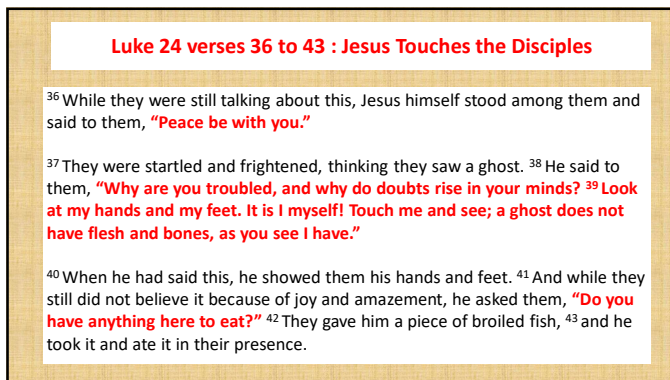 Luke 24 verses 36 to 43 : Jesus Touches the Disciples
36 While they were still talking about this, Jesus himself stood among them and
said to them, “Peace be with you.”
37 They were startled and frightened, thinking they saw a ghost. 38 He said to
them, “Why are you troubled, and why do doubts rise in your minds? 39 Look
at my hands and my feet. It is I myself! Touch me and see; a ghost does not
have flesh and bones, as you see I have.”
40 When he had said this, he showed them his hands and feet. 41 And while they
still did not believe it because of joy and amazement, he asked them, “Do you
have anything here to eat?” 42 They gave him a piece of broiled fish, 43 and he
took it and ate it in their presence.